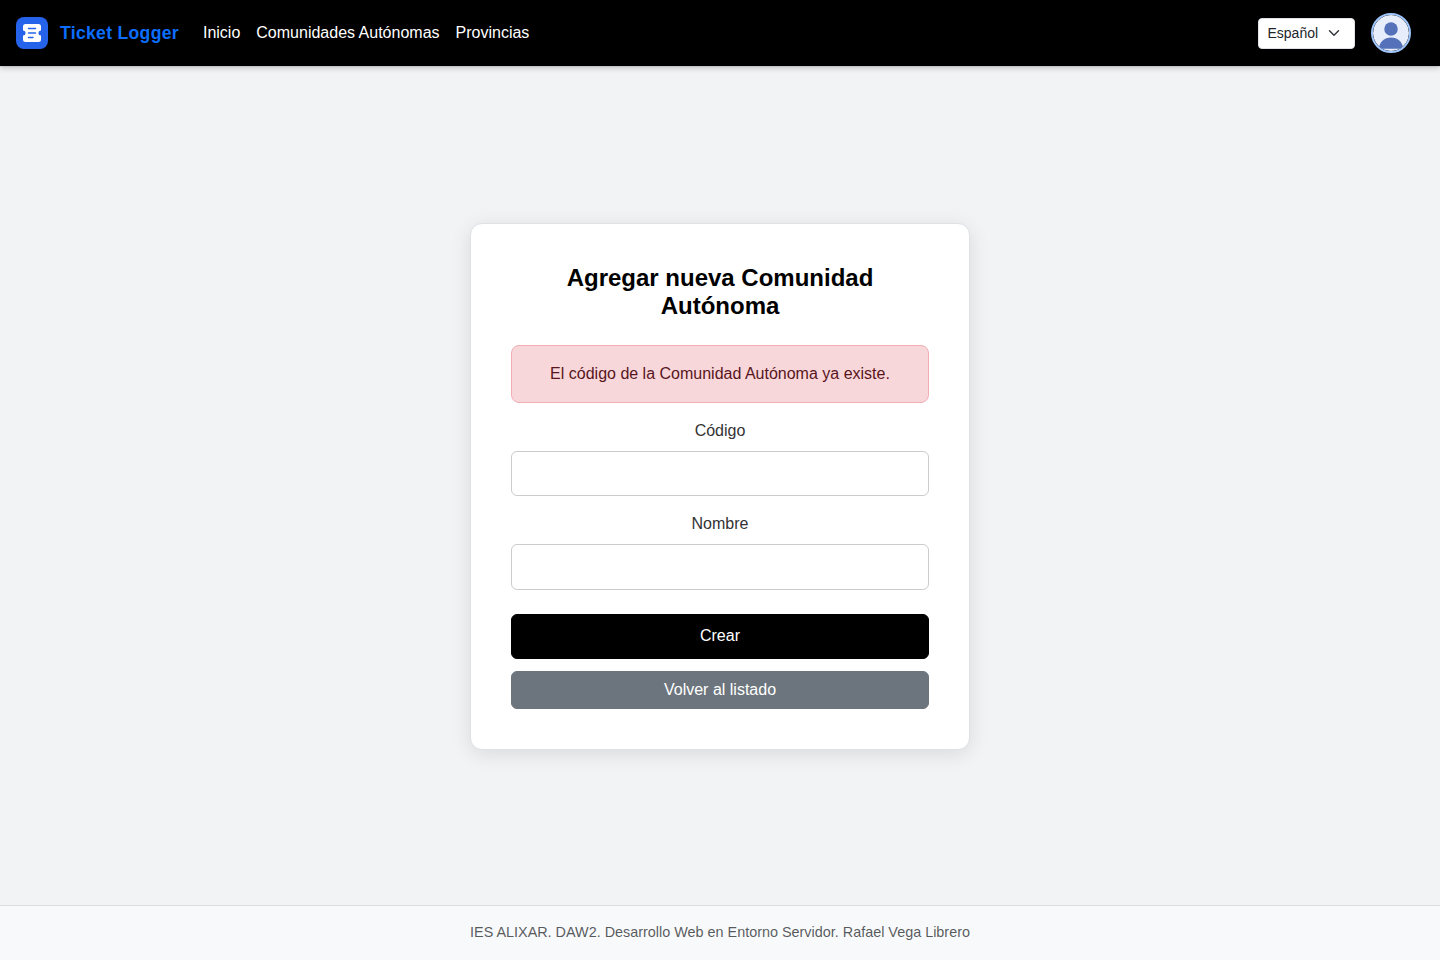 Ticket Logger
Inicio
Comunidades Autónomas
Provincias
Español
Agregar nueva Comunidad
Autónoma
El código de la Comunidad Autónoma ya existe.
Código
Nombre
Crear
Volver al listado
IES ALIXAR. DAW2. Desarrollo Web en Entorno Servidor. Rafael Vega Librero